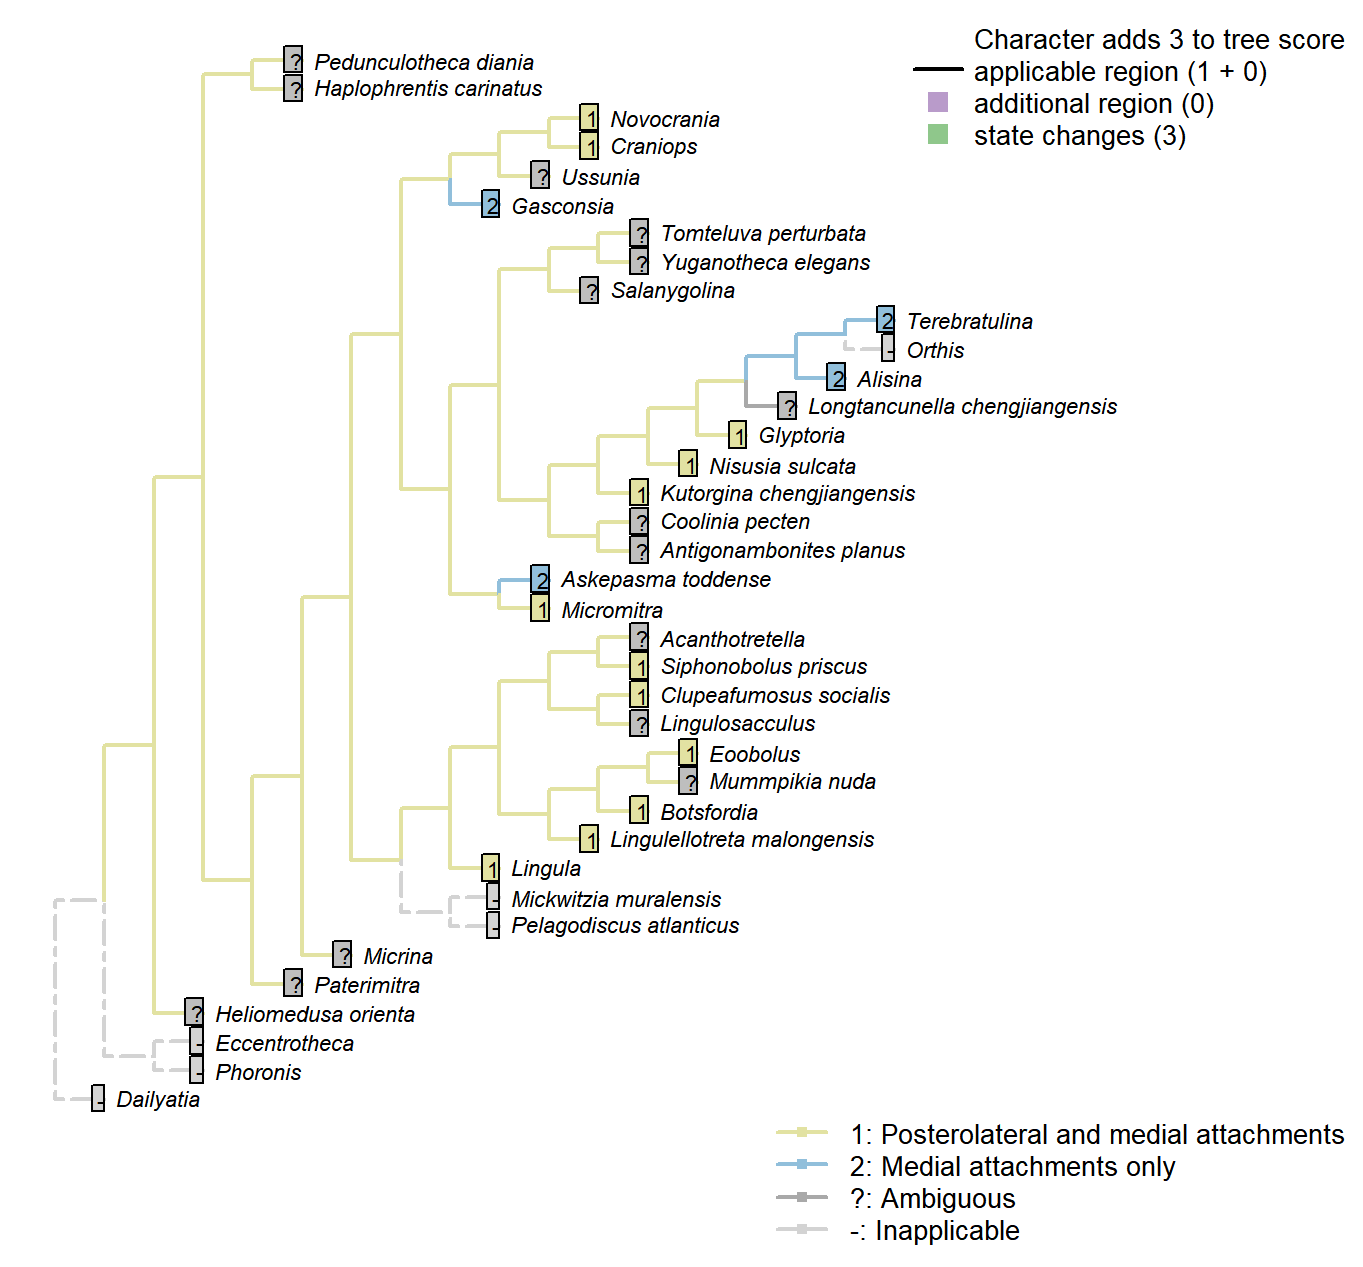 Character adds 3 to tree score
applicable region (1 + 0)
additional region (0)
state changes (3)
? Pedunculotheca diania
? Haplophrentis carinatus
1 Novocrania
1 Craniops
? Ussunia
2 Gasconsia
? Tomteluva perturbata
? Yuganotheca elegans
? Salanygolina
2 Terebratulina
- Orthis
2 Alisina
? Longtancunella chengjiangensis
1 Glyptoria
1 Nisusia sulcata
1 Kutorgina chengjiangensis
? Coolinia pecten
? Antigonambonites planus
2 Askepasma toddense
1 Micromitra
? Acanthotretella
1 Siphonobolus priscus
1 Clupeafumosus socialis
? Lingulosacculus
1 Eoobolus
? Mummpikia nuda
1 Botsfordia
1 Lingulellotreta malongensis
1 Lingula
- Mickwitzia muralensis
- Pelagodiscus atlanticus
? Micrina
? Paterimitra
? Heliomedusa orienta
- Eccentrotheca
- Phoronis
- Dailyatia
1: Posterolateral and medial attachments
2: Medial attachments only
?: Ambiguous
-: Inapplicable